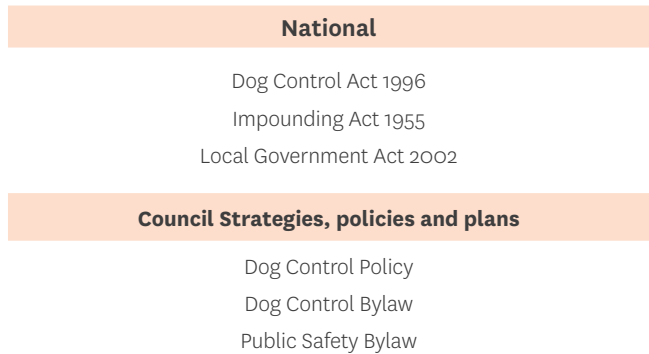 National
Dog Control Act 1996
Impounding Act 1955
Local Government Act 2002
Council Strategies, policies and plans
Dog Control Policy
Dog Control Bylaw
Public Safety Bylaw